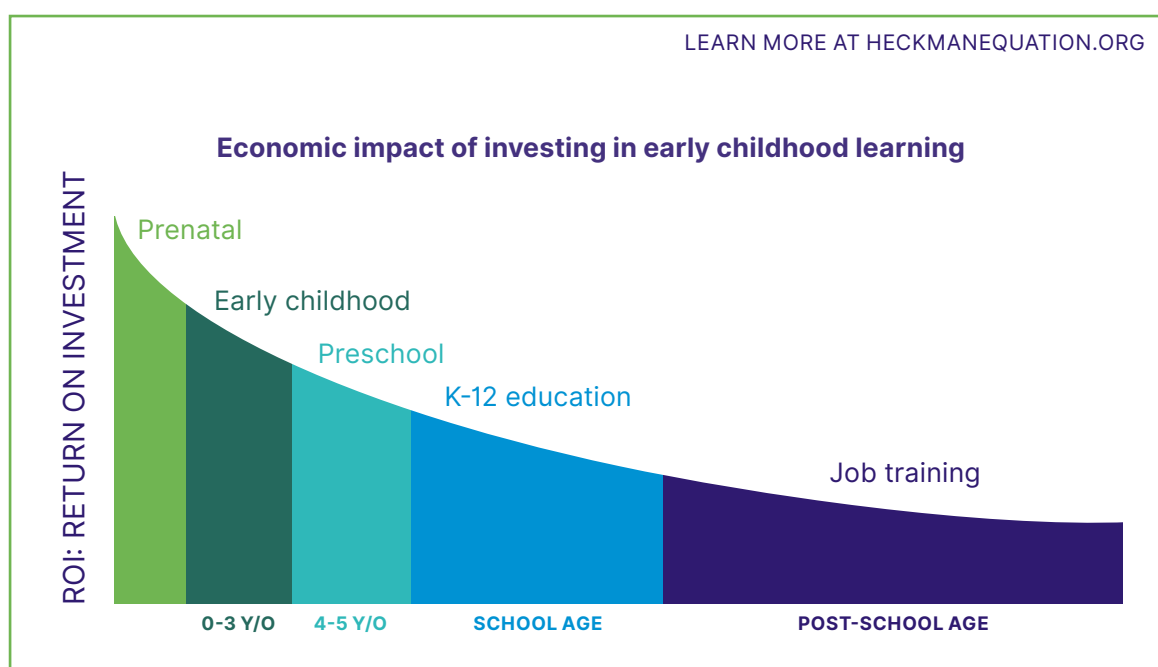 LEARN MORE AT HECKMANEQUATION.ORG
Economic impact of investing in early childhood learning
ROI: RETURN ON INVESTMENT
Prenatal
Early childhood
Preschool
K-12 education
Job training
0-3 Y/O
4-5 Y/O
SCHOOL AGE
POST-SCHOOL AGE